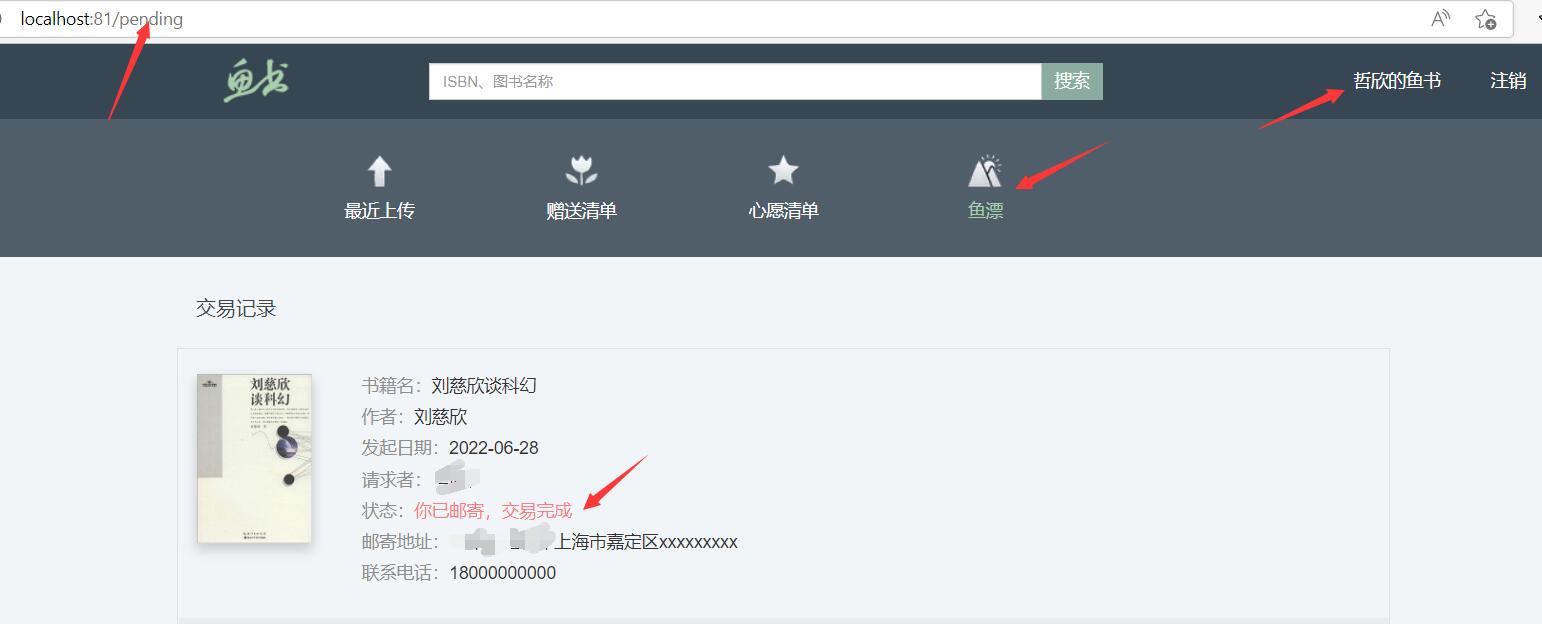 localhost:81/pending
鱼书
ISBN、图书名称
搜索
哲欣的鱼书
注销
最近上传
赠送清单
心愿清单
鱼漂
交易记录
刘慈欣
谈科幻
书籍名：刘慈欣谈科幻
作者：刘慈欣
发起日期：2022-06-28
请求者：
状态：你已邮寄，交易完成
邮寄地址：上海市嘉定区xxxxxxxxx
联系电话：18000000000